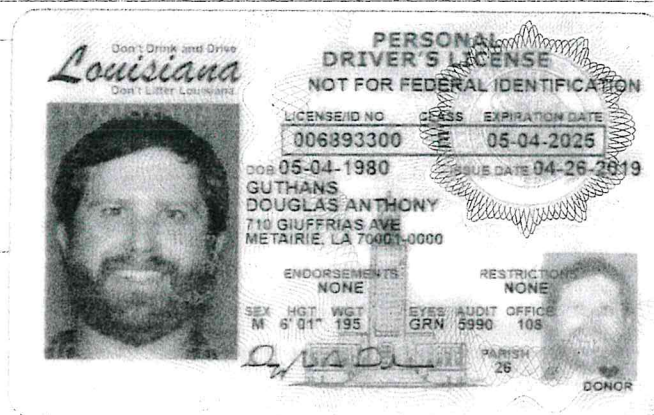 Don't Drink and Drive
Louisiana
Don't Litter Louisiana
PERSONAL
DRIVER'S LICENSE
NOT FOR FEDERAL IDENTIFICATION
LICENSE/ID NO CLASS EXPIRATION DATE
006893300 05-04-2025
DOB 05-04-1980 ISSUE DATE 04-26-2019
GUTHANS
DOUGLAS ANTHONY
710 GIUFFRIAS AVE
METAIRIE, LA 70001-0000
ENDORSEMENTS RESTRICTIONS
NONE NONE
SEX HGT WGT EYES AUDIT OFFICE
M 6' 01" 195 GRN 5990 108
PARISH
26
DONOR